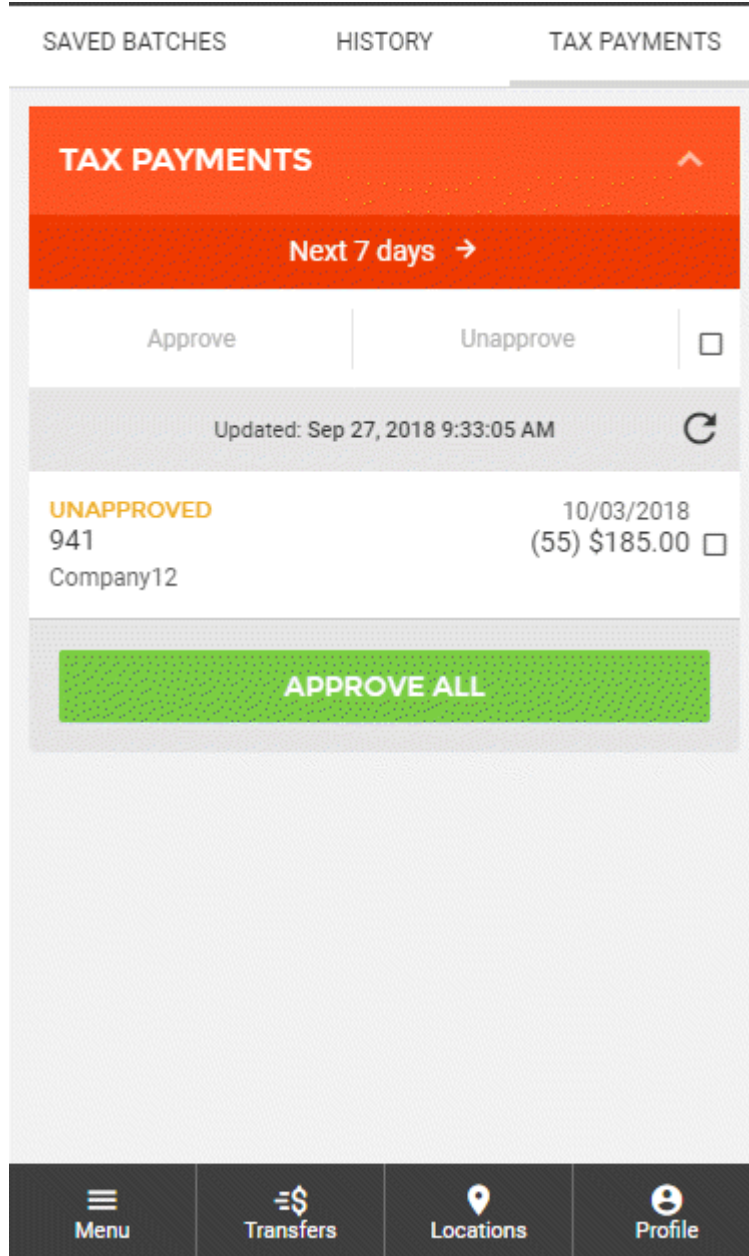 SAVED BATCHES HISTORY TAX PAYMENTS
TAX PAYMENTS
Next 7 days →
Approve Unapprove
Updated: Sep 27, 2018 9:33:05 AM
UNAPPROVED 10/03/2018
941 (55) $185.00
Company12
APPROVE ALL
Menu Transfers Locations Profile